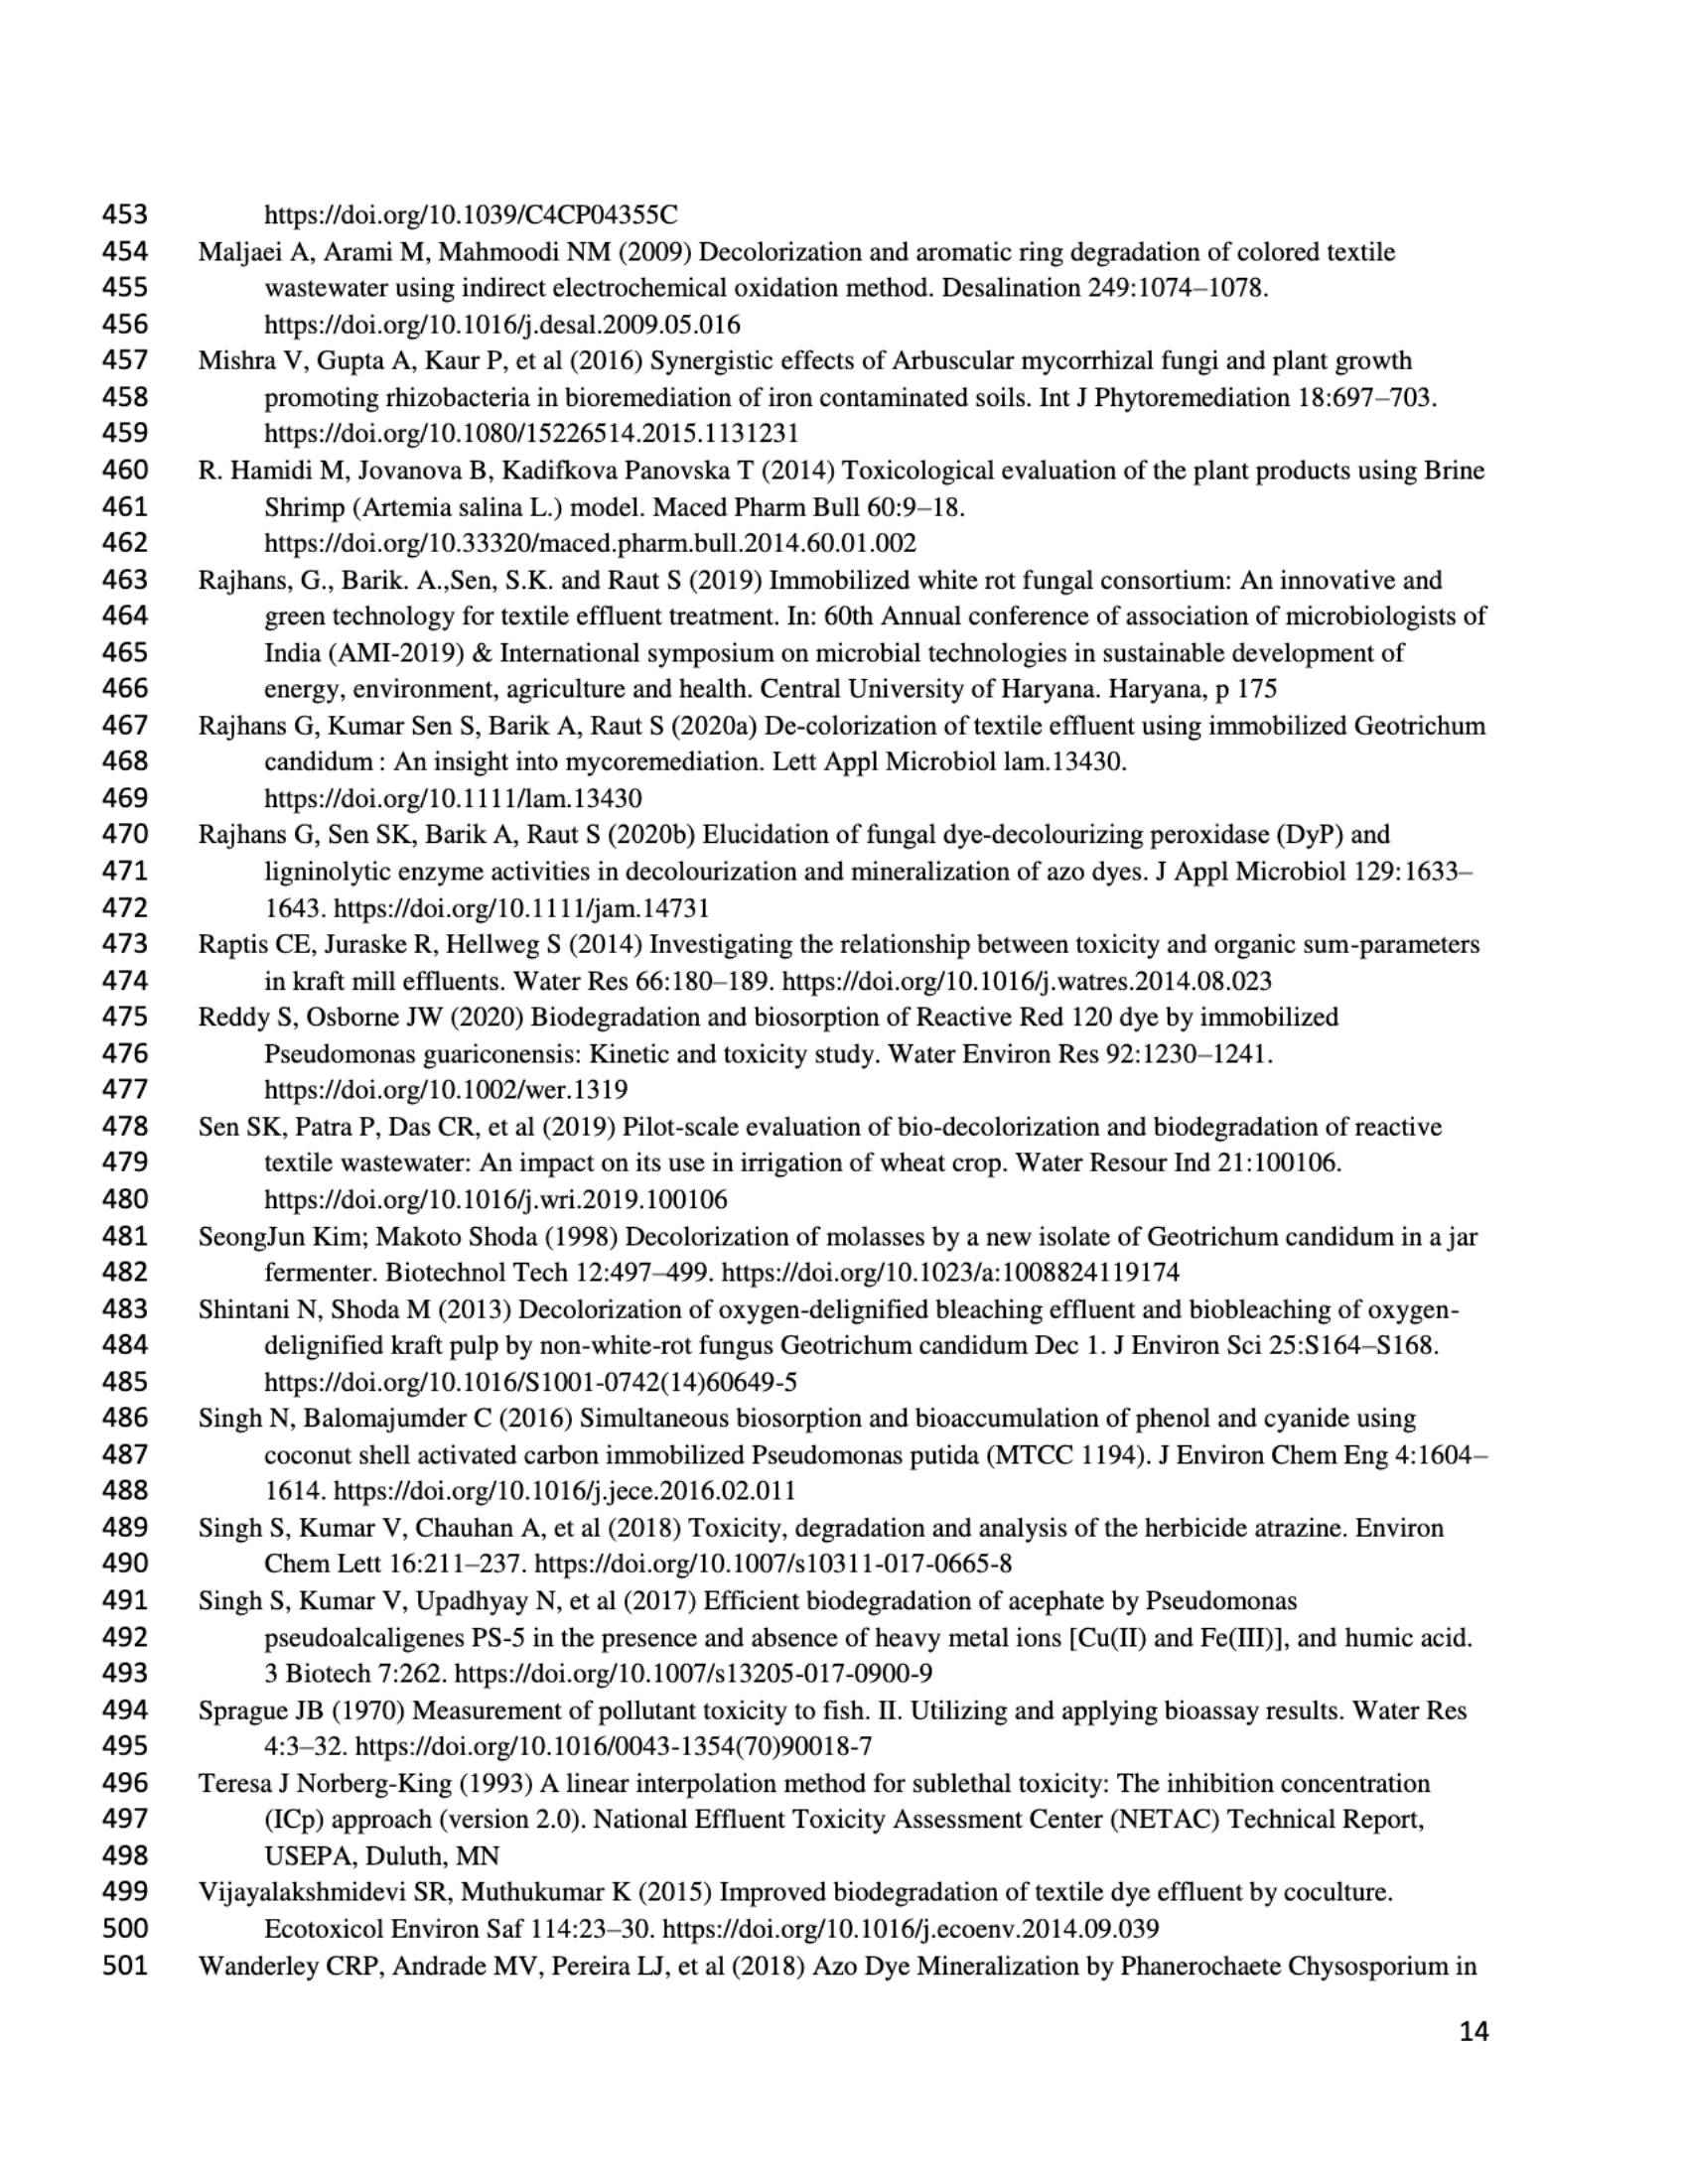 453 https://doi.org/10.1039/C4CP04355C
454 Maljaei A, Arami M, Mahmoodi NM (2009) Decolorization and aromatic ring degradation of colored textile
455 wastewater using indirect electrochemical oxidation method. Desalination 249:1074–1078.
456 https://doi.org/10.1016/j.desal.2009.05.016
457 Mishra V, Gupta A, Kaur P, et al (2016) Synergistic effects of Arbuscular mycorrhizal fungi and plant growth
458 promoting rhizobacteria in bioremediation of iron contaminated soils. Int J Phytoremediation 18:697–703.
459 https://doi.org/10.1080/15226514.2015.1131231
460 R. Hamidi M, Jovanova B, Kadifkova Panovska T (2014) Toxicological evaluation of the plant products using Brine
461 Shrimp (Artemia salina L.) model. Maced Pharm Bull 60:9–18.
462 https://doi.org/10.33320/maced.pharm.bull.2014.60.01.002
463 Rajhans, G., Barik. A.,Sen, S.K. and Raut S (2019) Immobilized white rot fungal consortium: An innovative and
464 green technology for textile effluent treatment. In: 60th Annual conference of association of microbiologists of
465 India (AMI-2019) & International symposium on microbial technologies in sustainable development of
466 energy, environment, agriculture and health. Central University of Haryana. Haryana, p 175
467 Rajhans G, Kumar Sen S, Barik A, Raut S (2020a) De-colorization of textile effluent using immobilized Geotrichum
468 candidum : An insight into mycoremediation. Lett Appl Microbiol lam.13430.
469 https://doi.org/10.1111/lam.13430
470 Rajhans G, Sen SK, Barik A, Raut S (2020b) Elucidation of fungal dye-decolourizing peroxidase (DyP) and
471 ligninolytic enzyme activities in decolourization and mineralization of azo dyes. J Appl Microbiol 129:1633–
472 1643. https://doi.org/10.1111/jam.14731
473 Raptis CE, Juraske R, Hellweg S (2014) Investigating the relationship between toxicity and organic sum-parameters
474 in kraft mill effluents. Water Res 66:180–189. https://doi.org/10.1016/j.watres.2014.08.023
475 Reddy S, Osborne JW (2020) Biodegradation and biosorption of Reactive Red 120 dye by immobilized
476 Pseudomonas guariconensis: Kinetic and toxicity study. Water Environ Res 92:1230–1241.
477 https://doi.org/10.1002/wer.1319
478 Sen SK, Patra P, Das CR, et al (2019) Pilot-scale evaluation of bio-decolorization and biodegradation of reactive
479 textile wastewater: An impact on its use in irrigation of wheat crop. Water Resour Ind 21:100106.
480 https://doi.org/10.1016/j.wri.2019.100106
481 SeongJun Kim; Makoto Shoda (1998) Decolorization of molasses by a new isolate of Geotrichum candidum in a jar
482 fermenter. Biotechnol Tech 12:497–499. https://doi.org/10.1023/a:1008824119174
483 Shintani N, Shoda M (2013) Decolorization of oxygen-delignified bleaching effluent and biobleaching of oxygen-
484 delignified kraft pulp by non-white-rot fungus Geotrichum candidum Dec 1. J Environ Sci 25:S164–S168.
485 https://doi.org/10.1016/S1001-0742(14)60649-5
486 Singh N, Balomajumder C (2016) Simultaneous biosorption and bioaccumulation of phenol and cyanide using
487 coconut shell activated carbon immobilized Pseudomonas putida (MTCC 1194). J Environ Chem Eng 4:1604–
488 1614. https://doi.org/10.1016/j.jece.2016.02.011
489 Singh S, Kumar V, Chauhan A, et al (2018) Toxicity, degradation and analysis of the herbicide atrazine. Environ
490 Chem Lett 16:211–237. https://doi.org/10.1007/s10311-017-0665-8
491 Singh S, Kumar V, Upadhyay N, et al (2017) Efficient biodegradation of acephate by Pseudomonas
492 pseudoalcaligenes PS-5 in the presence and absence of heavy metal ions [Cu(II) and Fe(III)], and humic acid.
493 3 Biotech 7:262. https://doi.org/10.1007/s13205-017-0900-9
494 Sprague JB (1970) Measurement of pollutant toxicity to fish. II. Utilizing and applying bioassay results. Water Res
495 4:3–32. https://doi.org/10.1016/0043-1354(70)90018-7
496 Teresa J Norberg-King (1993) A linear interpolation method for sublethal toxicity: The inhibition concentration
497 (ICp) approach (version 2.0). National Effluent Toxicity Assessment Center (NETAC) Technical Report,
498 USEPA, Duluth, MN
499 Vijayalakshmidevi SR, Muthukumar K (2015) Improved biodegradation of textile dye effluent by coculture.
500 Ecotoxicol Environ Saf 114:23–30. https://doi.org/10.1016/j.ecoenv.2014.09.039
501 Wanderley CRP, Andrade MV, Pereira LJ, et al (2018) Azo Dye Mineralization by Phanerochaete Chysosporium in
14